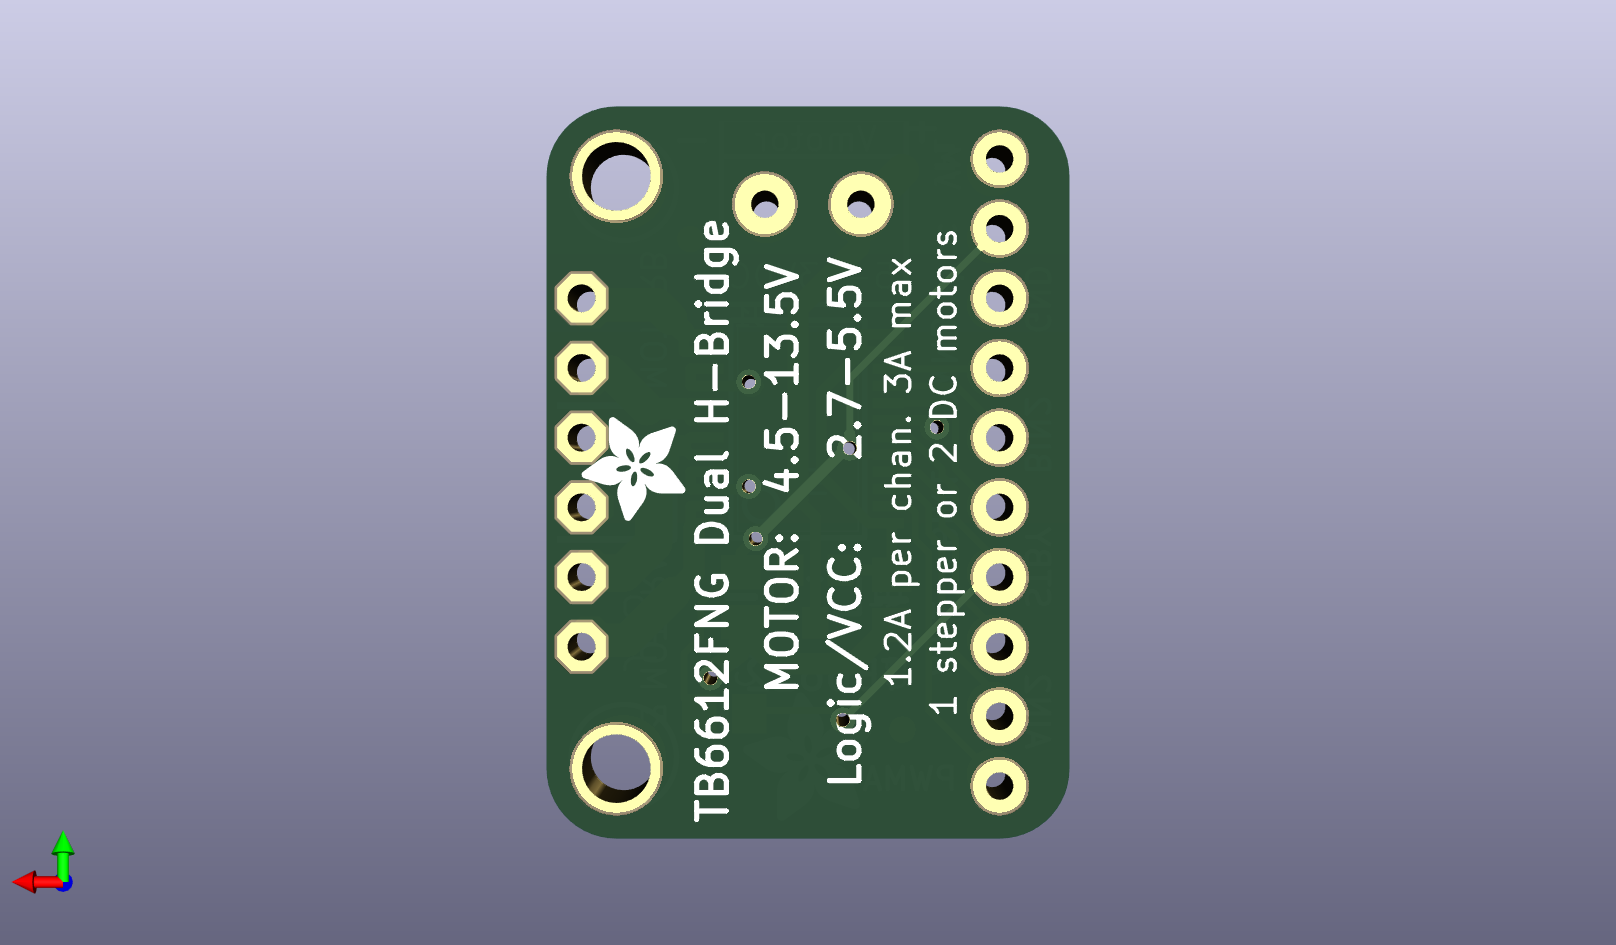 TB6612FNG Dual H-Bridge
MOTOR: 4.5-13.5V
Logic/VCC: 2.7-5.5V
1.2A per chan. 3A max
1 stepper or 2 DC motors